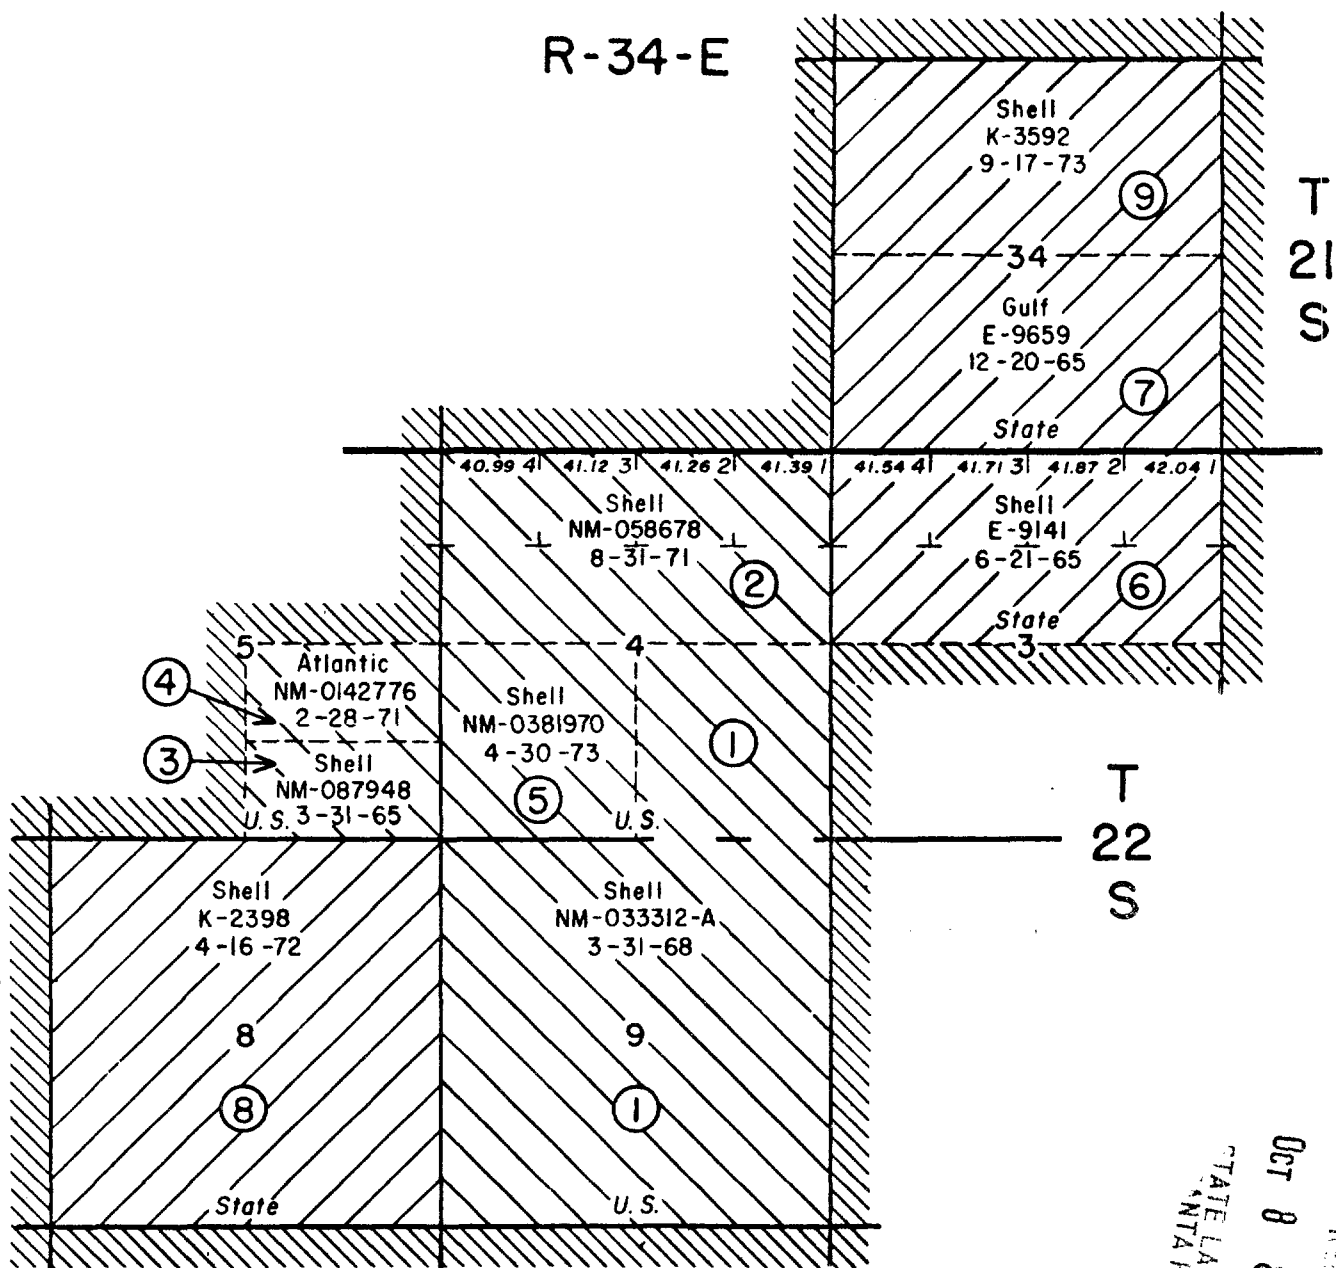 R-34-E
Shell
K-3592
9-17-73
9
T
21
S
34
Gulf
E-9659
12-20-65
7
State
40.99 4 41.12 3 41.26 2 41.39 1 41.54 4 41.71 3 41.87 2 42.04 1
Shell
NM-058678
8-31-71
2
Shell
E-9141
6-21-65
6
State
5
4
3
4
Atlantic
NM-0142776
2-28-71
Shell
NM-0381970
4-30-73
1
3
Shell
NM-087948
3-31-65
U.S.
5
U.S.
T
22
S
Shell
K-2398
4-16-72
Shell
NM-033312-A
3-31-68
8
9
8
1
State
U.S.
OCT 8